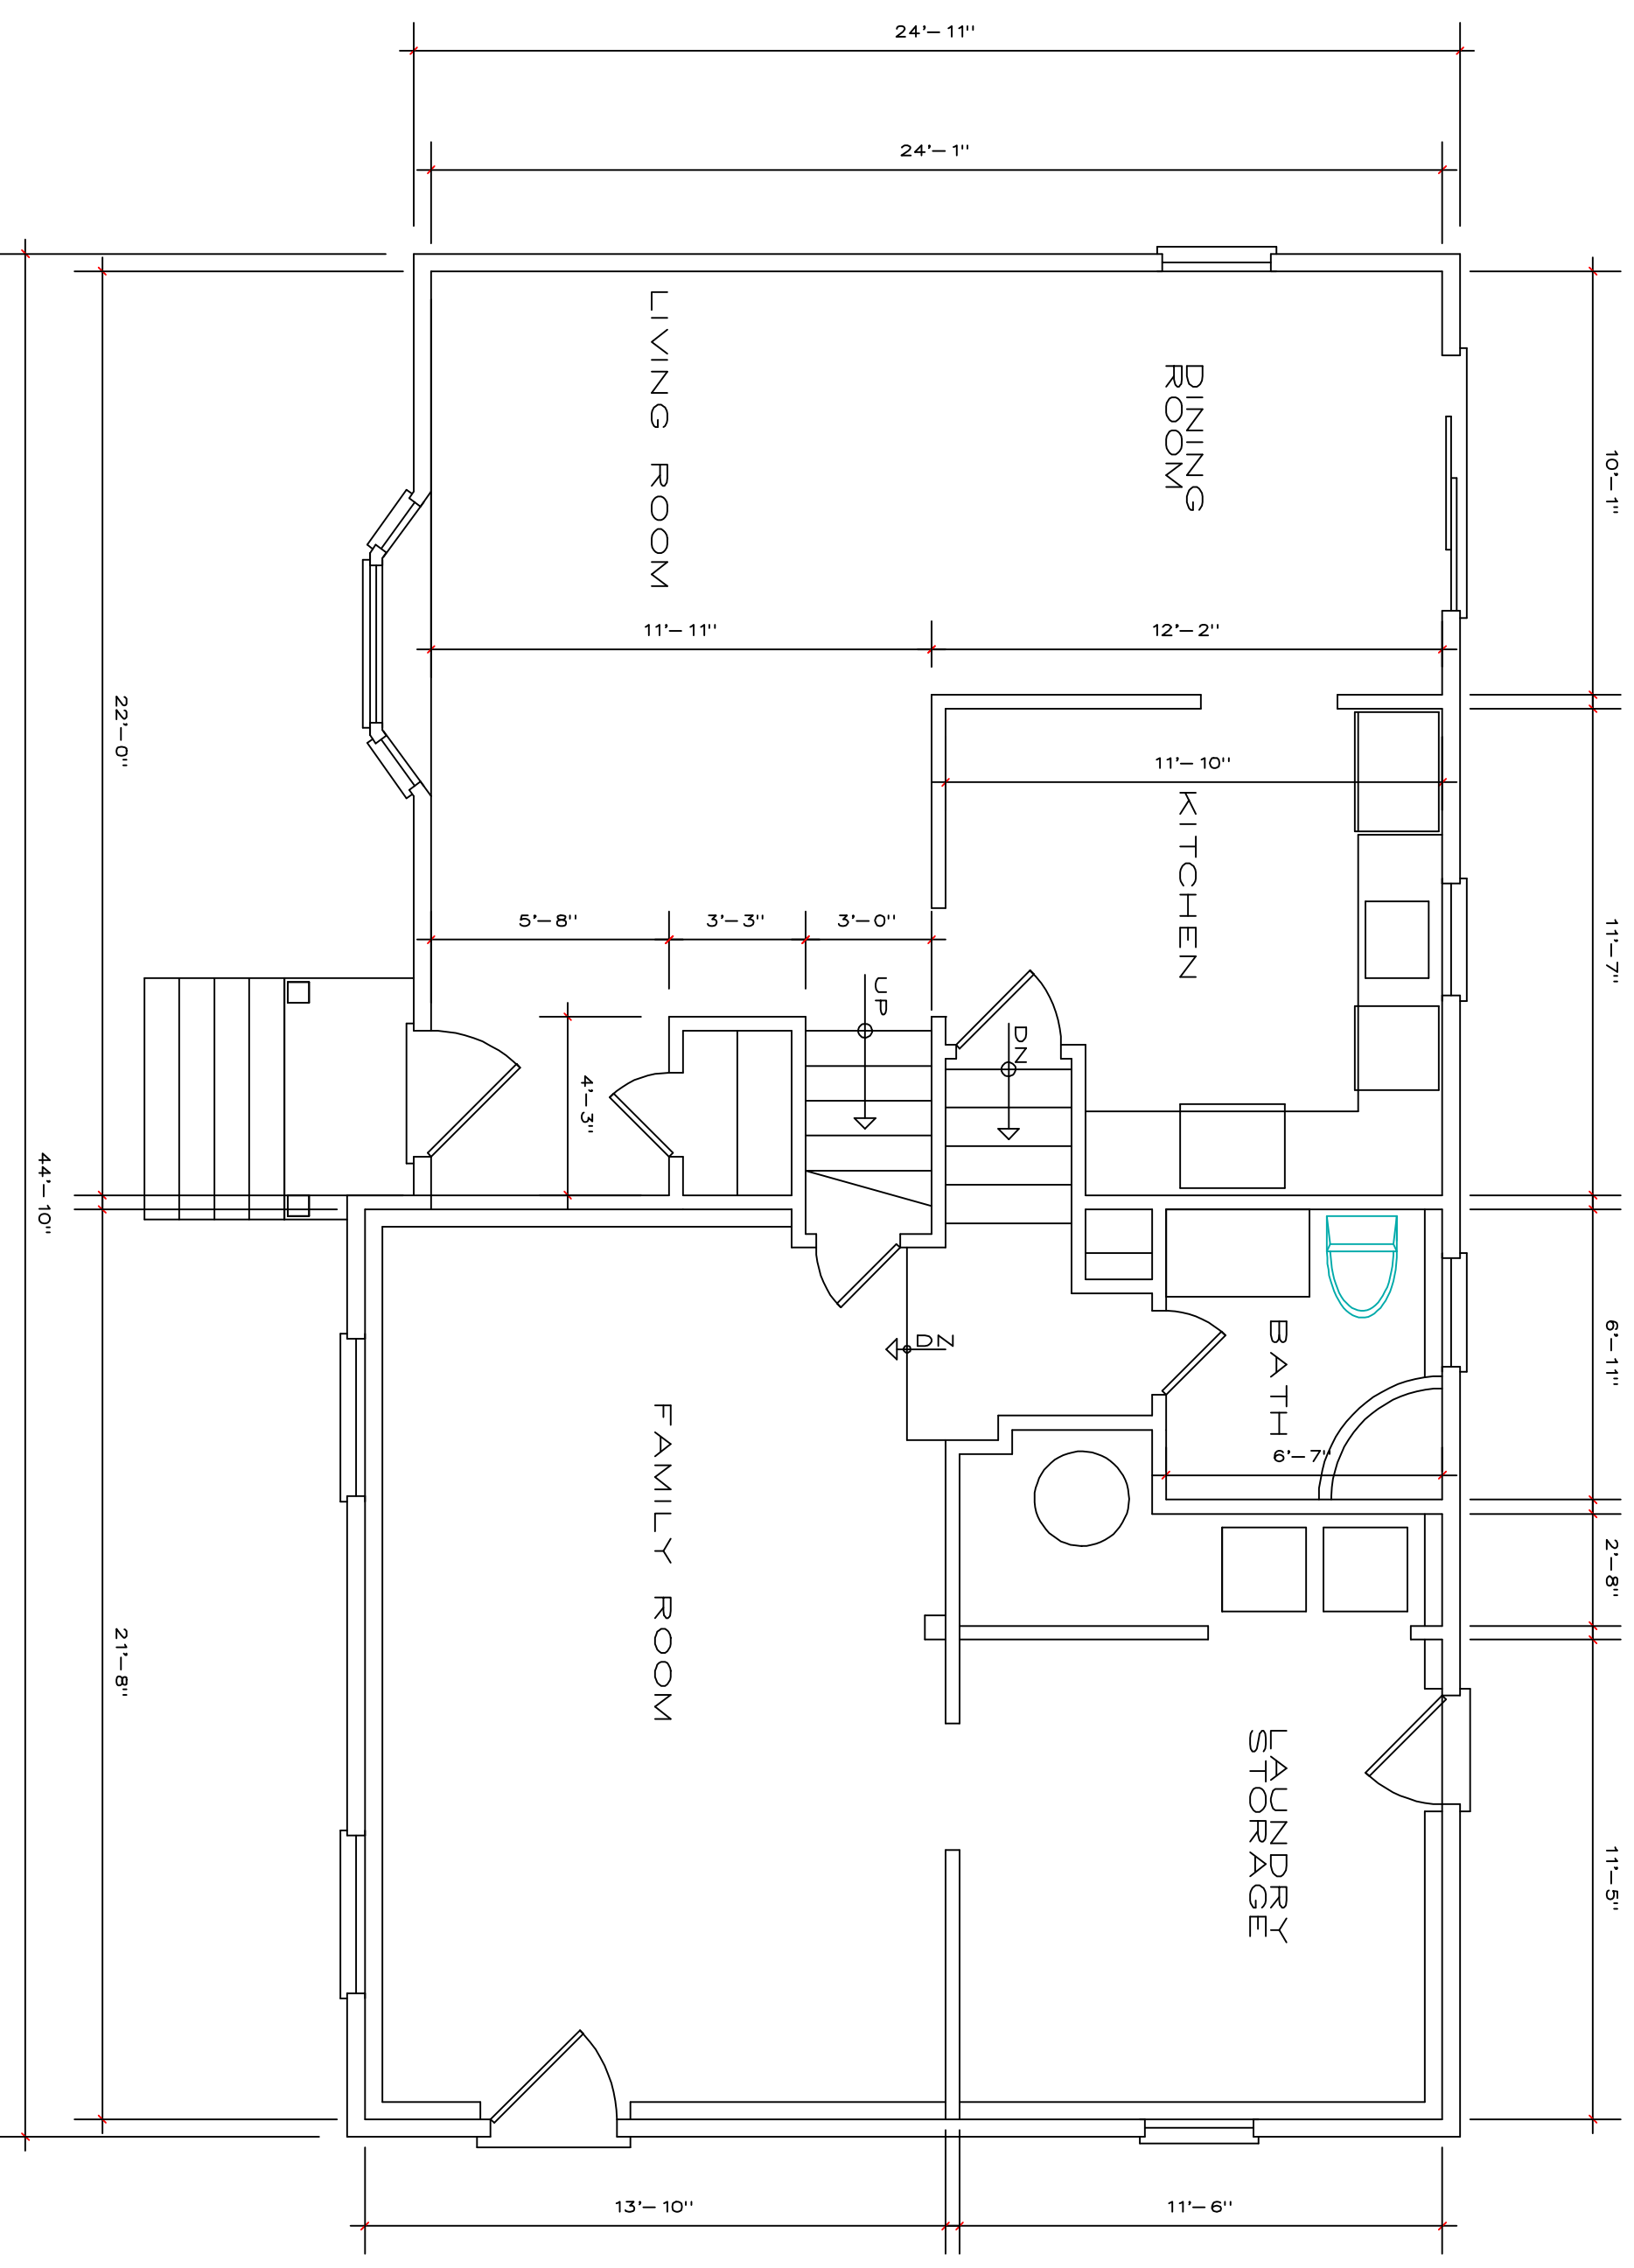 24'-11"
24'-1"
LIVING ROOM
DINING
ROOM
10'-1"
11'-11"
12'-2"
22'-0"
11'-10"
KITCHEN
5'-8"
3'-3"
3'-0"
11'-7"
UP
DN
4'-3"
44'-10"
DN
BATH
6'-11"
FAMILY ROOM
6'-7"
2'-8"
21'-8"
LAUNDRY
STORAGE
11'-5"
13'-10"
11'-6"